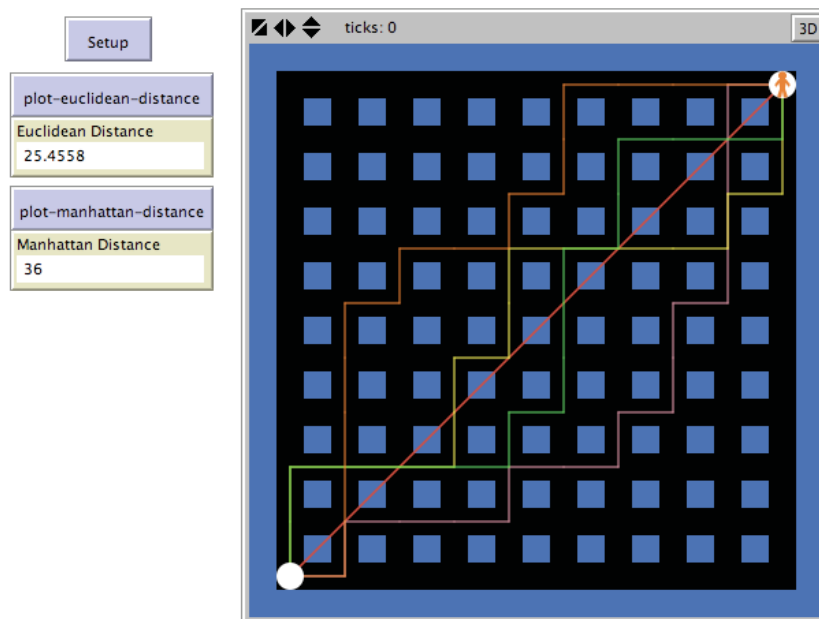 Setup
ticks: 0
3D
plot-euclidean-distance
Euclidean Distance
25.4558
plot-manhattan-distance
Manhattan Distance
36